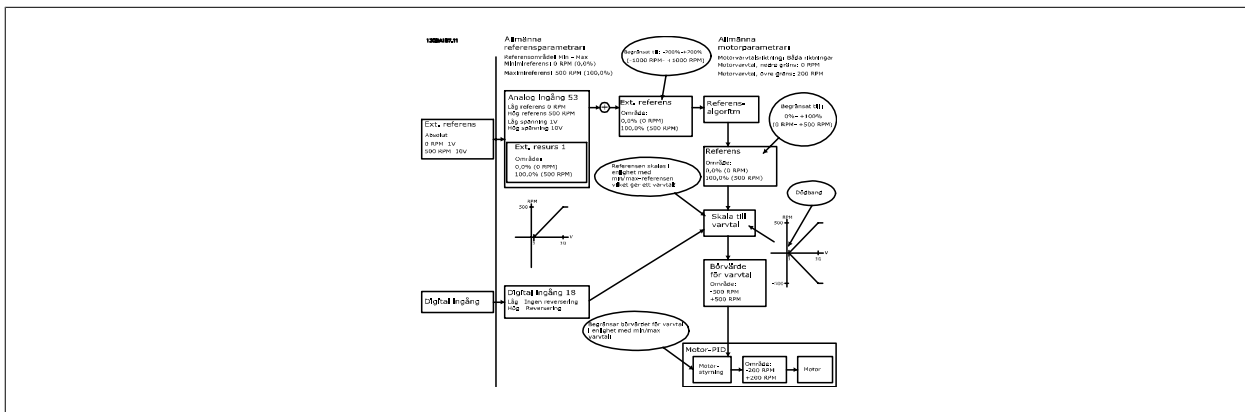 130BA187.11
Allmänna
referensparametrar:
Referensområde: Min - Max
Minimireferens: 0 RPM (0,0%)
Maximireferens: 500 RPM (100,0%)
Begränsat till: -200%-+200%
(-1000 RPM- +1000 RPM)
Allmänna
motorparametrar:
Motorvarvtalsriktning: Båda riktningar
Motorvarvtal, nedre gräns: 0 RPM
Motorvarvtal, övre gräns: 200 RPM
Ext. referens
Absolut
0 RPM 1V
500 RPM 10V
Analog ingång 53
Låg referens 0 RPM
Hög referens 500 RPM
Låg spänning 1V
Hög spänning 10V
Ext. resurs 1
Område:
0,0% (0 RPM)
100,0% (500 RPM)
Ext. referens
Område:
0,0% (0 RPM)
100,0% (500 RPM)
Referens-
algoritm
Begränsat till:
0%- +100%
(0 RPM- +500 RPM)
Referens
Område:
0,0% (0 RPM)
100,0% (500 RPM)
Referensen skalas i
enlighet med
min/max-referensen
vilket ger ett varvtal:
Dödband
RPM
500
V
1
10
Skala till
varvtal
RPM
500
V
1
10
-500
Digital ingång
Digital ingång 18
Låg Ingen reversering
Hög Reversering
Börvärde
för varvtal
Område:
-500 RPM
+500 RPM
Begränsar börvärdet för varvtal
i enlighet med min/max
varvtal:
Motor-PID
Motor-
styrning
Område:
-200 RPM
+200 RPM
Motor